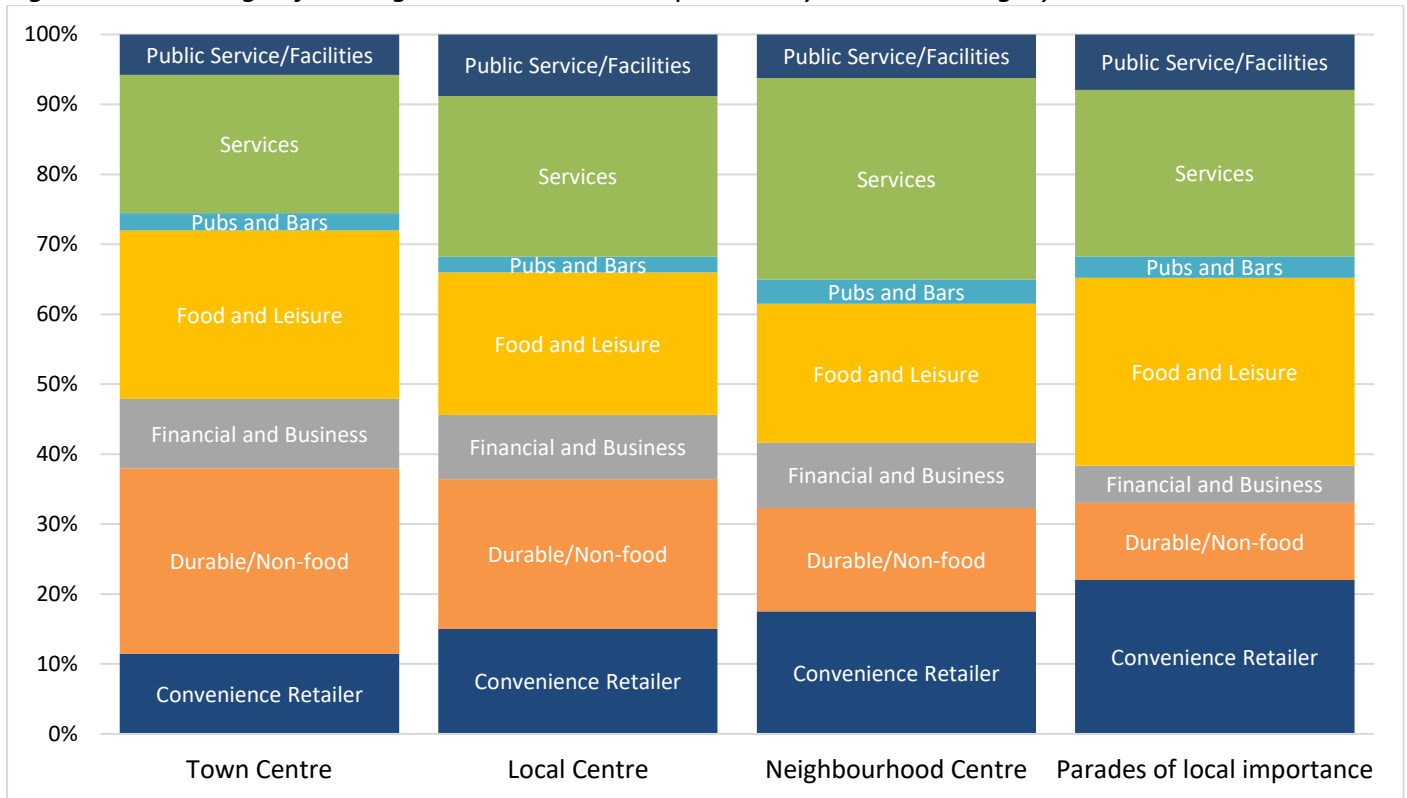 100%
90%
80%
70%
60%
50%
40%
30%
20%
10%
0%
Public Service/Facilities
Services
Pubs and Bars
Food and Leisure
Financial and Business
Durable/Non-food
Convenience Retailer
Town Centre
Public Service/Facilities
Services
Pubs and Bars
Food and Leisure
Financial and Business
Durable/Non-food
Convenience Retailer
Local Centre
Public Service/Facilities
Services
Pubs and Bars
Food and Leisure
Financial and Business
Durable/Non-food
Convenience Retailer
Neighbourhood Centre
Public Service/Facilities
Services
Pubs and Bars
Food and Leisure
Financial and Business
Durable/Non-food
Convenience Retailer
Parades of local importance